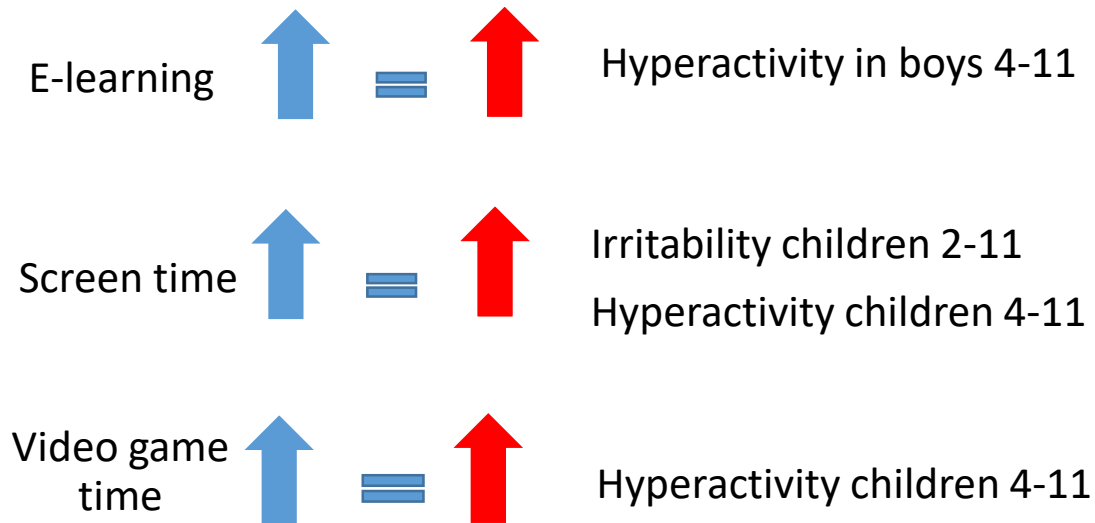 E-learning
Hyperactivity in boys 4-11
Screen time
Irritability children 2-11
Hyperactivity children 4-11
Video game
time
Hyperactivity children 4-11